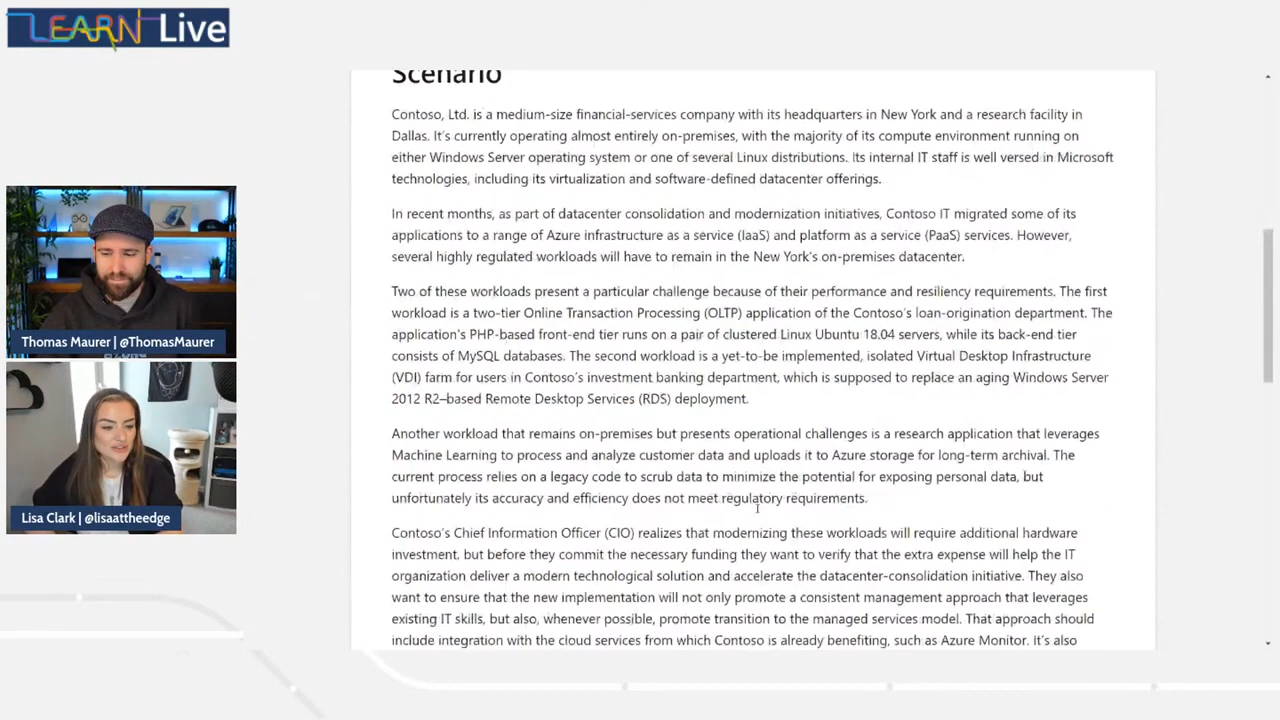 LEARN Live
Scenario
Contoso, Ltd. is a medium-size financial-services company with its headquarters in New York and a research facility in
Dallas. It's currently operating almost entirely on-premises, with the majority of its compute environment running on
either Windows Server operating system or one of several Linux distributions. Its internal IT staff is well versed in Microsoft
technologies, including its virtualization and software-defined datacenter offerings.
In recent months, as part of datacenter consolidation and modernization initiatives, Contoso IT migrated some of its
applications to a range of Azure infrastructure as a service (IaaS) and platform as a service (PaaS) services. However,
several highly regulated workloads will have to remain in the New York's on-premises datacenter.
Two of these workloads present a particular challenge because of their performance and resiliency requirements. The first
workload is a two-tier Online Transaction Processing (OLTP) application of the Contoso's loan-origination department. The
application's PHP-based front-end tier runs on a pair of clustered Linux Ubuntu 18.04 servers, while its back-end tier
consists of MySQL databases. The second workload is a yet-to-be implemented, isolated Virtual Desktop Infrastructure
(VDI) farm for users in Contoso's investment banking department, which is supposed to replace an aging Windows Server
2012 R2–based Remote Desktop Services (RDS) deployment.
Another workload that remains on-premises but presents operational challenges is a research application that leverages
Machine Learning to process and analyze customer data and uploads it to Azure storage for long-term archival. The
current process relies on a legacy code to scrub data to minimize the potential for exposing personal data, but
unfortunately its accuracy and efficiency does not meet regulatory requirements.
Contoso's Chief Information Officer (CIO) realizes that modernizing these workloads will require additional hardware
investment, but before they commit the necessary funding they want to verify that the extra expense will help the IT
organization deliver a modern technological solution and accelerate the datacenter-consolidation initiative. They also
want to ensure that the new implementation will not only promote a consistent management approach that leverages
existing IT skills, but also, whenever possible, promote transition to the managed services model. That approach should
include integration with the cloud services from which Contoso is already benefiting, such as Azure Monitor. It's also
Thomas Maurer | @ThomasMaurer
Lisa Clark | @lisaattheedge